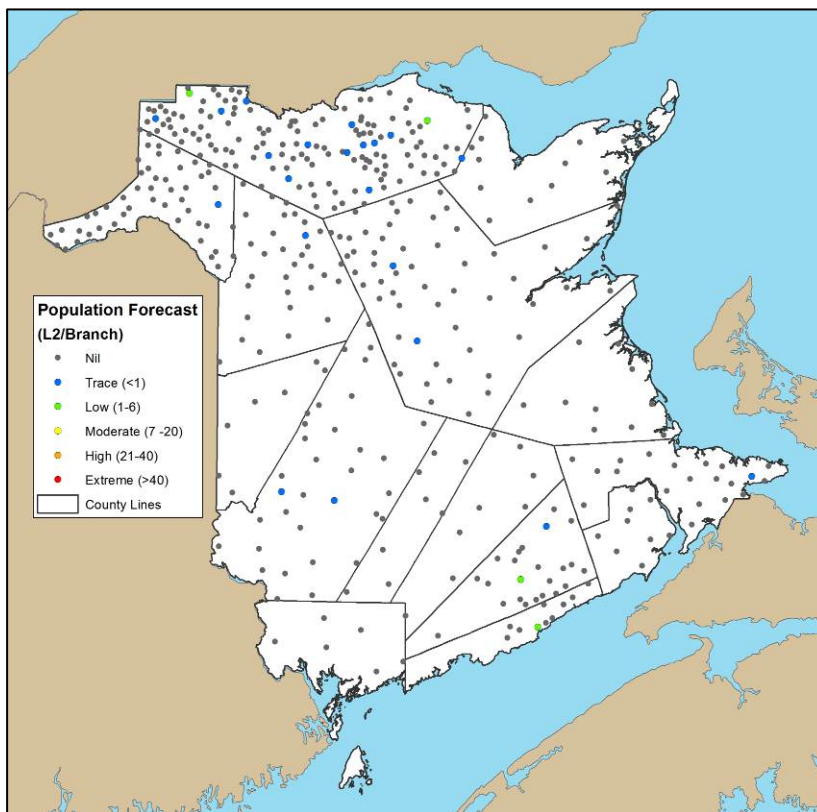 Population Forecast
(L2/Branch)
Nil
Trace (<1)
Low (1-6)
Moderate (7 -20)
High (21-40)
Extreme (>40)
County Lines